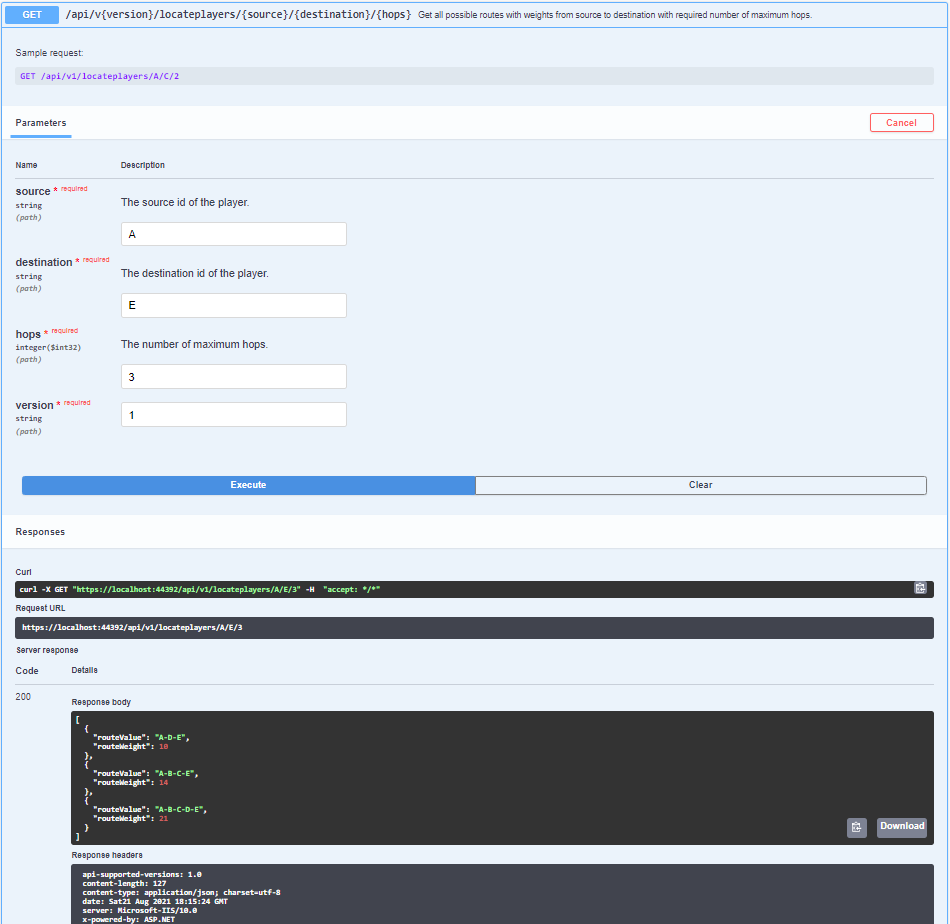 GET /api/v{version}/locateplayers/{source}/{destination}/{hops} Get all possible routes with weights from source to destination with required number of maximum hops.
Sample request:
GET /api/v1/locateplayers/A/C/2
Parameters
Cancel
Name Description
source * required
string
(path)
The source id of the player.
A
destination * required
string
(path)
The destination id of the player.
E
hops * required
integer($int32)
(path)
The number of maximum hops.
3
version * required
string
(path)
1
Execute Clear
Responses
Curl
curl -X GET "https://localhost:44392/api/v1/locateplayers/A/E/3" -H "accept: */*"
Request URL
https://localhost:44392/api/v1/locateplayers/A/E/3
Server response
Code Details
200
Response body
[
{
"routeValue": "A-D-E",
"routeWeight": 10
},
{
"routeValue": "A-B-C-E",
"routeWeight": 14
},
{
"routeValue": "A-B-C-D-E",
"routeWeight": 21
}
]
Download
Response headers
api-supported-versions: 1.0
content-length: 127
content-type: application/json; charset=utf-8
date: Sat21 Aug 2021 18:15:24 GMT
server: Microsoft-IIS/10.0
x-powered-by: ASP.NET